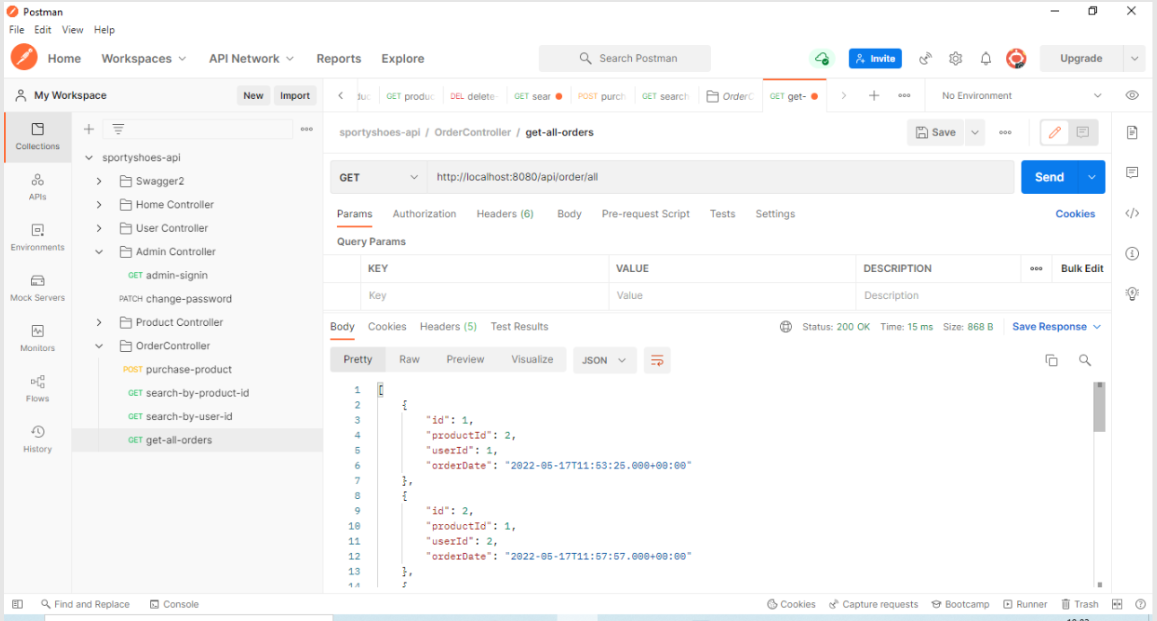 Postman
File Edit View Help
Home Workspaces API Network Reports Explore Search Postman Invite Upgrade
My Workspace New Import
GET produc DEL delete- GET sear POST purch GET search OrderC GET get- No Environment
Collections
APIs
Environments
Mock Servers
Monitors
Flows
History
sportyshoes-api
Swagger2
Home Controller
User Controller
Admin Controller
GET admin-signin
PATCH change-password
Product Controller
OrderController
POST purchase-product
GET search-by-product-id
GET search-by-user-id
GET get-all-orders
sportyshoes-api / OrderController / get-all-orders Save
GET http://localhost:8080/api/order/all Send
Params Authorization Headers (6) Body Pre-request Script Tests Settings Cookies
Query Params
KEY VALUE DESCRIPTION Bulk Edit
Key Value Description
Body Cookies Headers (5) Test Results Status: 200 OK Time: 15 ms Size: 868 B Save Response
Pretty Raw Preview Visualize JSON
1 [
2 {
3 "id": 1,
4 "productId": 2,
5 "userId": 1,
6 "orderDate": "2022-05-17T11:53:25.000+00:00"
7 },
8 {
9 "id": 2,
10 "productId": 1,
11 "userId": 2,
12 "orderDate": "2022-05-17T11:57:57.000+00:00"
13 },
14 {
Find and Replace Console Cookies Capture requests Bootcamp Runner Trash